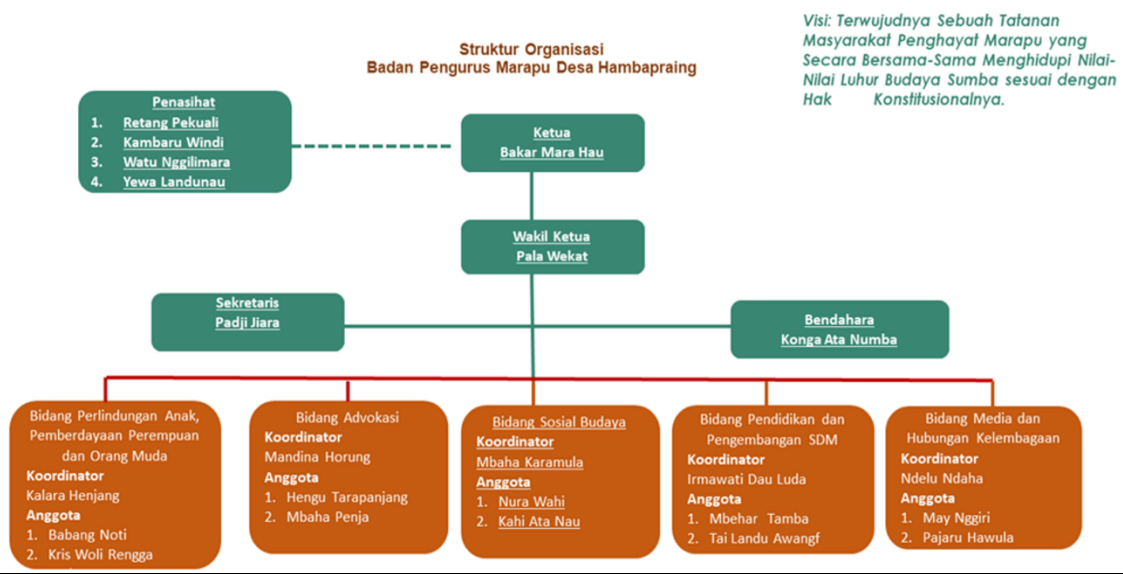 Visi: Terwujudnya Sebuah Tatanan
Masyarakat Penghayat Marapu yang
Secara Bersama-Sama Menghidupi Nilai-
Nilai Luhur Budaya Sumba sesuai dengan
Hak Konstitusionalnya.
Struktur Organisasi
Badan Pengurus Marapu Desa Hambapraing
Penasihat
1. Retang Pekuali
2. Kambaru Windi
3. Watu Nggilimara
4. Yewa Landunau
Ketua
Bakar Mara Hau
Wakil Ketua
Pala Wekat
Sekretaris
Padji Jiara
Bendahara
Konga Ata Numba
Bidang Perlindungan Anak,
Pemberdayaan Perempuan
dan Orang Muda
Koordinator
Kalara Henjang
Anggota
1. Babang Noti
2. Kris Woli Rengga
Bidang Advokasi
Koordinator
Mandina Horung
Anggota
1. Hengu Tarapanjang
2. Mbaha Penja
Bidang Sosial Budaya
Koordinator
Mbaha Karamula
Anggota
1. Nura Wahi
2. Kahi Ata Nau
Bidang Pendidikan dan
Pengembangan SDM
Koordinator
Irmawati Dau Luda
Anggota
1. Mbehar Tamba
2. Tai Landu Awangf
Bidang Media dan
Hubungan Kelembagaan
Koordinator
Ndelu Ndaha
Anggota
1. May Nggiri
2. Pajaru Hawula